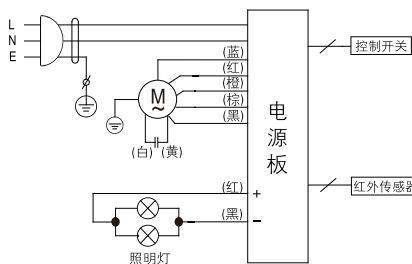 L
N
E
(蓝)
(红)
(橙)
(棕)
(黑)
M
~
(白) (黄)
电源板
控制开关
红外传感器
(红) +
(黑) −
照明灯